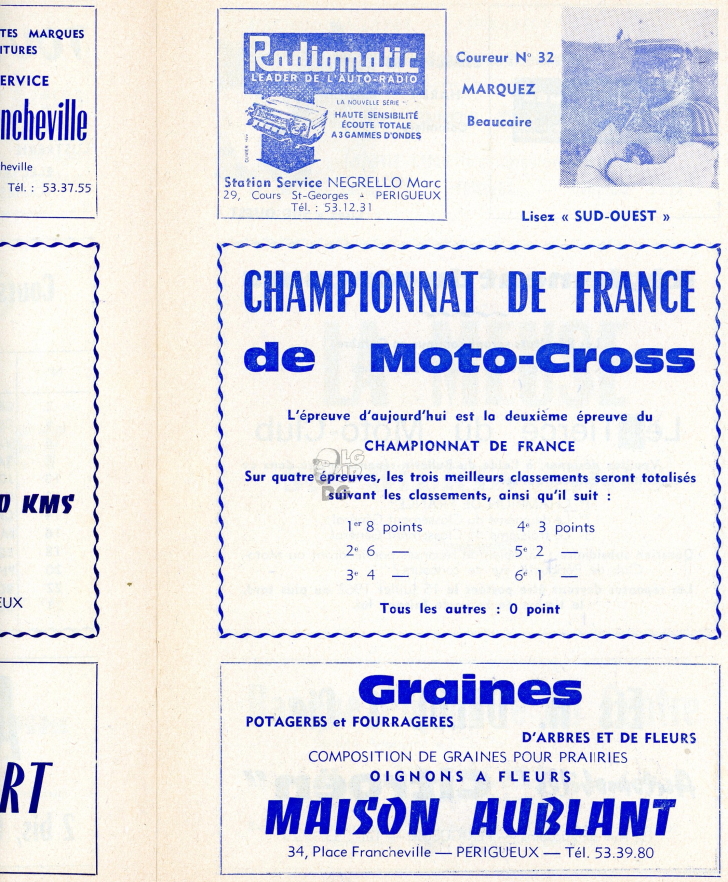 TES MARQUES
ITURES
ERVICE
ncheville
heville
Tél. : 53.37.55
0 KMS
EUX
RT
Radiomatic
LEADER DE L'AUTO-RADIO
LA NOUVELLE SÉRIE
HAUTE SENSIBILITÉ
ÉCOUTE TOTALE
A 3 GAMMES D'ONDES
Station Service NEGRELLO Marc
29, Cours St-Georges - PERIGUEUX
Tél. : 53.12.31
Coureur N° 32
MARQUEZ
Beaucaire
Lisez « SUD-OUEST »
CHAMPIONNAT DE FRANCE
de Moto-Cross
L'épreuve d'aujourd'hui est la deuxième épreuve du
CHAMPIONNAT DE FRANCE
Sur quatre épreuves, les trois meilleurs classements seront totalisés
suivant les classements, ainsi qu'il suit :
1er 8 points 4e 3 points
2e 6 — 5e 2 —
3e 4 — 6e 1 —
Tous les autres : 0 point
Graines
POTAGERES et FOURRAGERES
D'ARBRES ET DE FLEURS
COMPOSITION DE GRAINES POUR PRAIRIES
OIGNONS A FLEURS
MAISON AUBLANT
34, Place Francheville — PERIGUEUX — Tél. 53.39.80